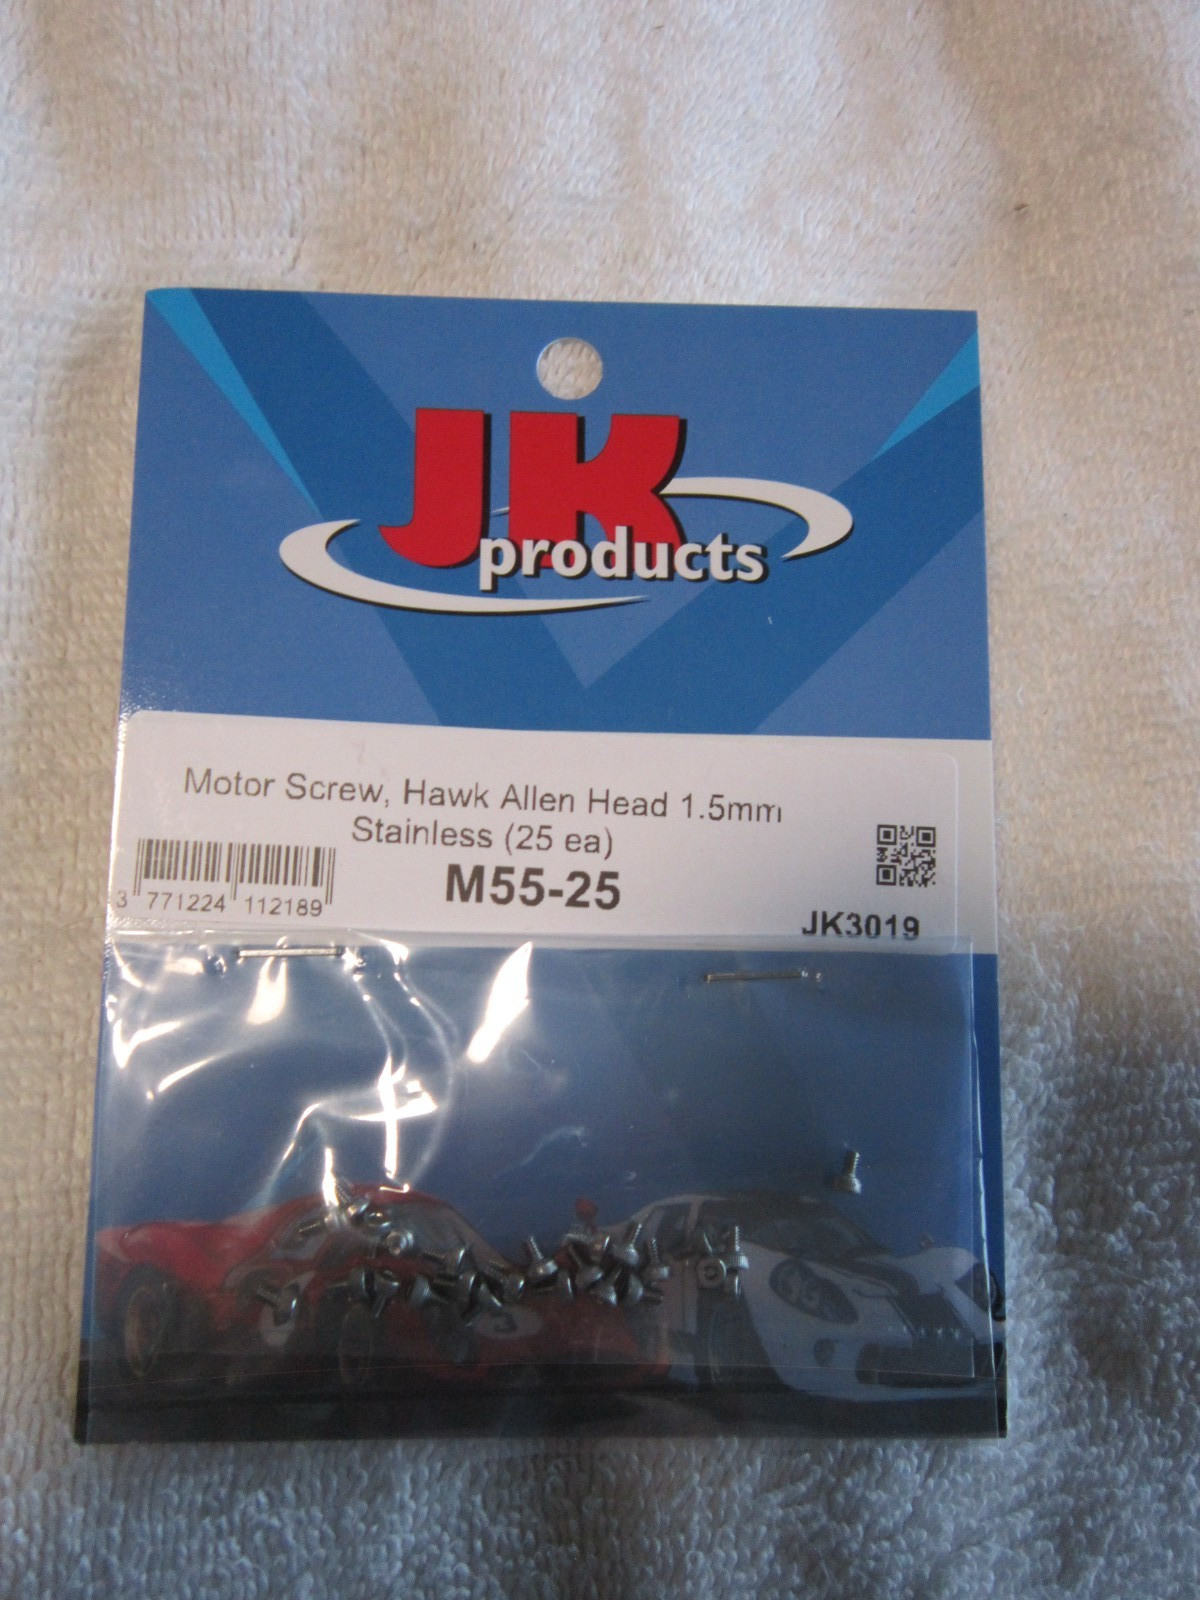 JK
products
Motor Screw, Hawk Allen Head 1.5mm
Stainless (25 ea)
M55-25
3 771224 112189
JK3019